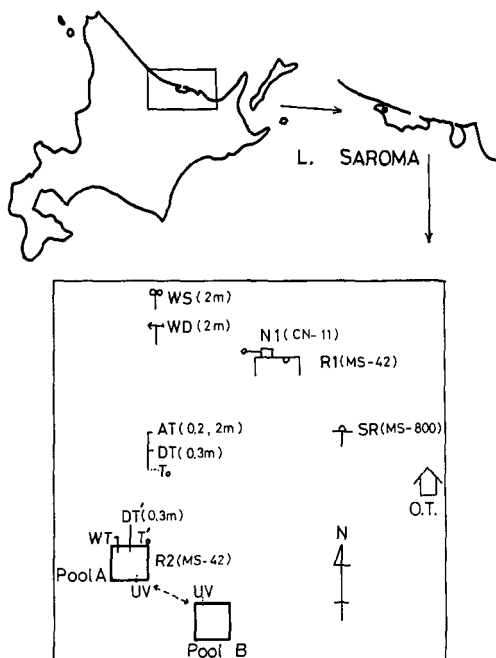 L. SAROMA
WS (2m)
WD (2m)
N1 (CN-11)
R1 (MS-42)
AT (0.2, 2m)
SR (MS-800)
DT (0.3m)
T₀
O.T.
DT' (0.3m)
WT T₀'
N
R2 (MS-42)
Pool A
UV UV
Pool B